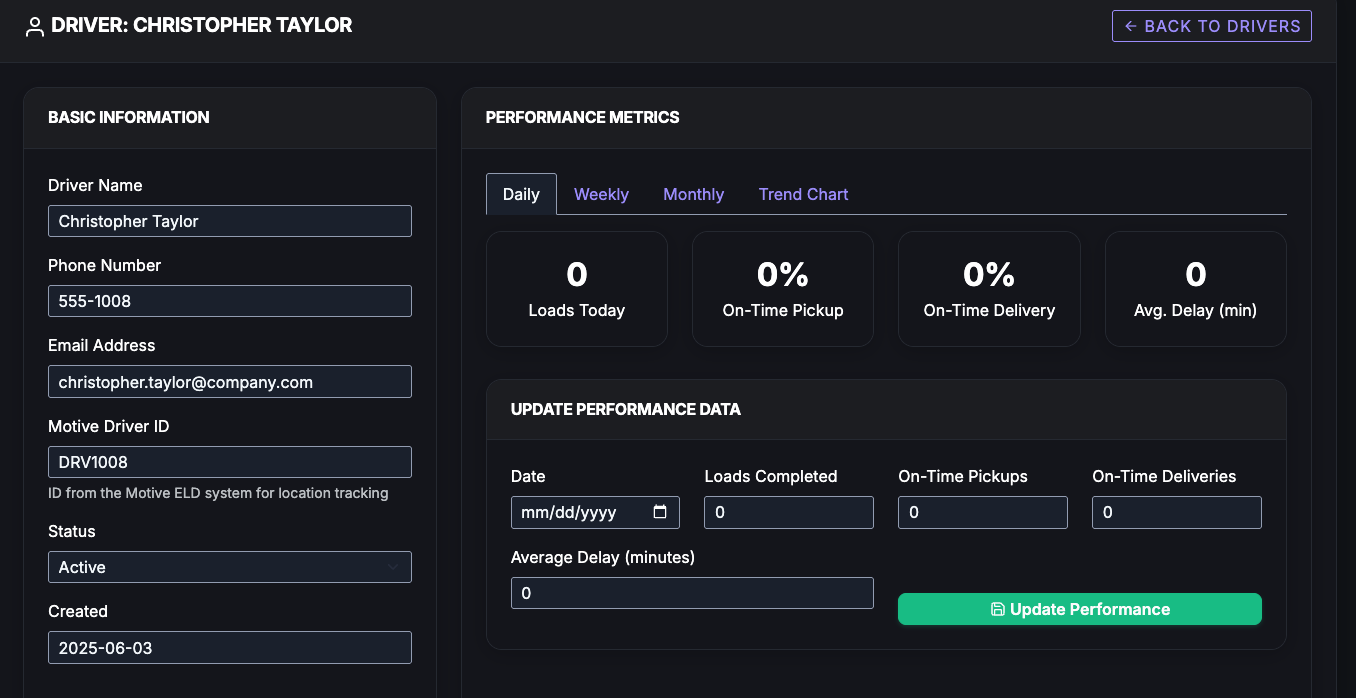 DRIVER: CHRISTOPHER TAYLOR
← BACK TO DRIVERS
BASIC INFORMATION
Driver Name
Christopher Taylor
Phone Number
555-1008
Email Address
christopher.taylor@company.com
Motive Driver ID
DRV1008
ID from the Motive ELD system for location tracking
Status
Active
Created
2025-06-03
PERFORMANCE METRICS
Daily Weekly Monthly Trend Chart
0
Loads Today
0%
On-Time Pickup
0%
On-Time Delivery
0
Avg. Delay (min)
UPDATE PERFORMANCE DATA
Date
mm/dd/yyyy
Loads Completed
0
On-Time Pickups
0
On-Time Deliveries
0
Average Delay (minutes)
0
Update Performance